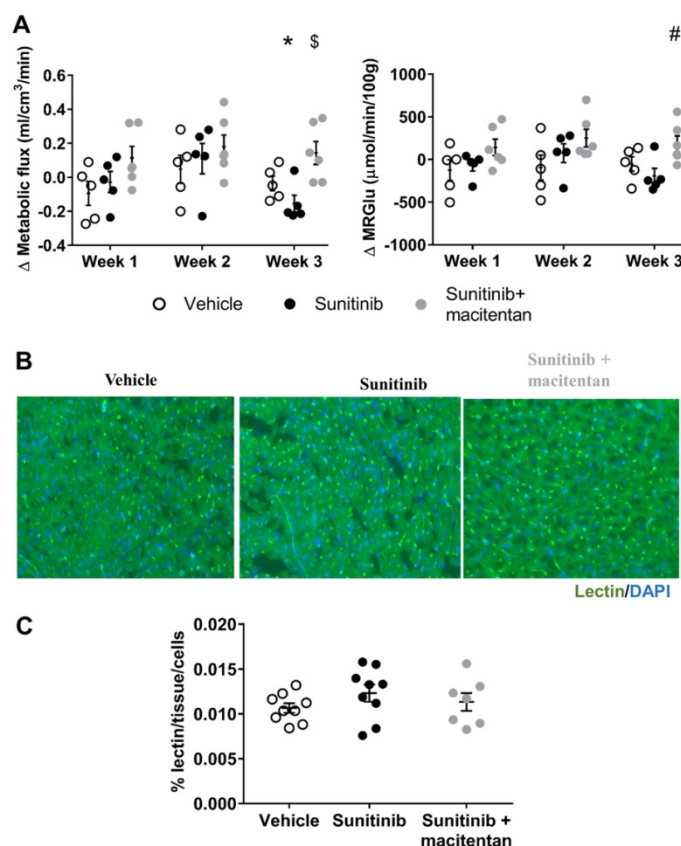 A
* $
#
Δ Metabolic flux (ml/cm³/min)
0.6
0.4
0.2
0.0
-0.2
-0.4
Week 1 Week 2 Week 3
Δ MRGlu (μmol/min/100g)
1000
500
0
-500
-1000
Week 1 Week 2 Week 3
Vehicle Sunitinib Sunitinib+
macitentan
B
Vehicle Sunitinib Sunitinib +
macitentan
Lectin/DAPI
C
% lectin/tissue/cells
0.020
0.015
0.010
0.005
0.000
Vehicle Sunitinib Sunitinib +
macitentan